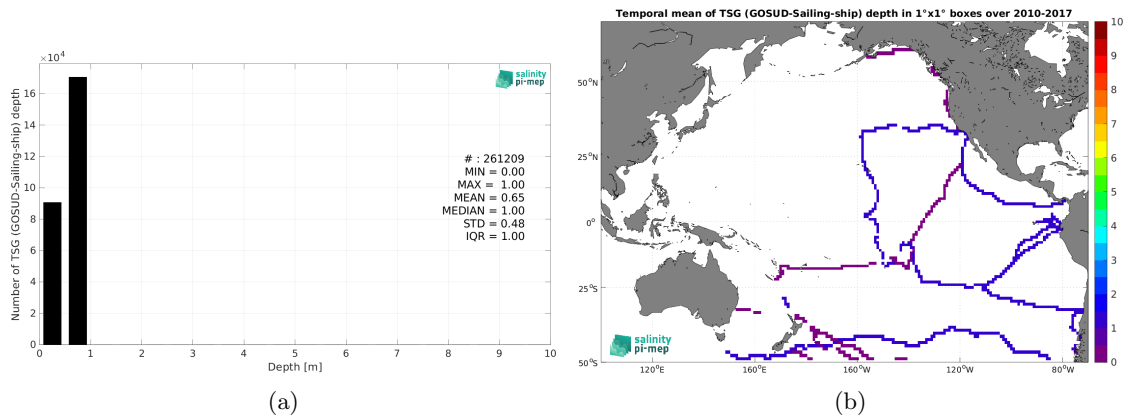 ×10⁴
16
14
12
10
8
6
4
2
0
Number of TSG (GOSUD-Sailing-ship) depth
salinity
pi-mep
# : 261209
MIN = 0.00
MAX = 1.00
MEAN = 0.65
MEDIAN = 1.00
STD = 0.48
IQR = 1.00
0 1 2 3 4 5 6 7 8 9 10
Depth [m]
(a)
Temporal mean of TSG (GOSUD-Sailing-ship) depth in 1°x1° boxes over 2010-2017
50°N
25°N
0°
25°S
50°S
120°W 160°W 160°W 120°W 80°W
salinity
pi-mep
10
9
8
7
6
5
4
3
2
1
0
(b)